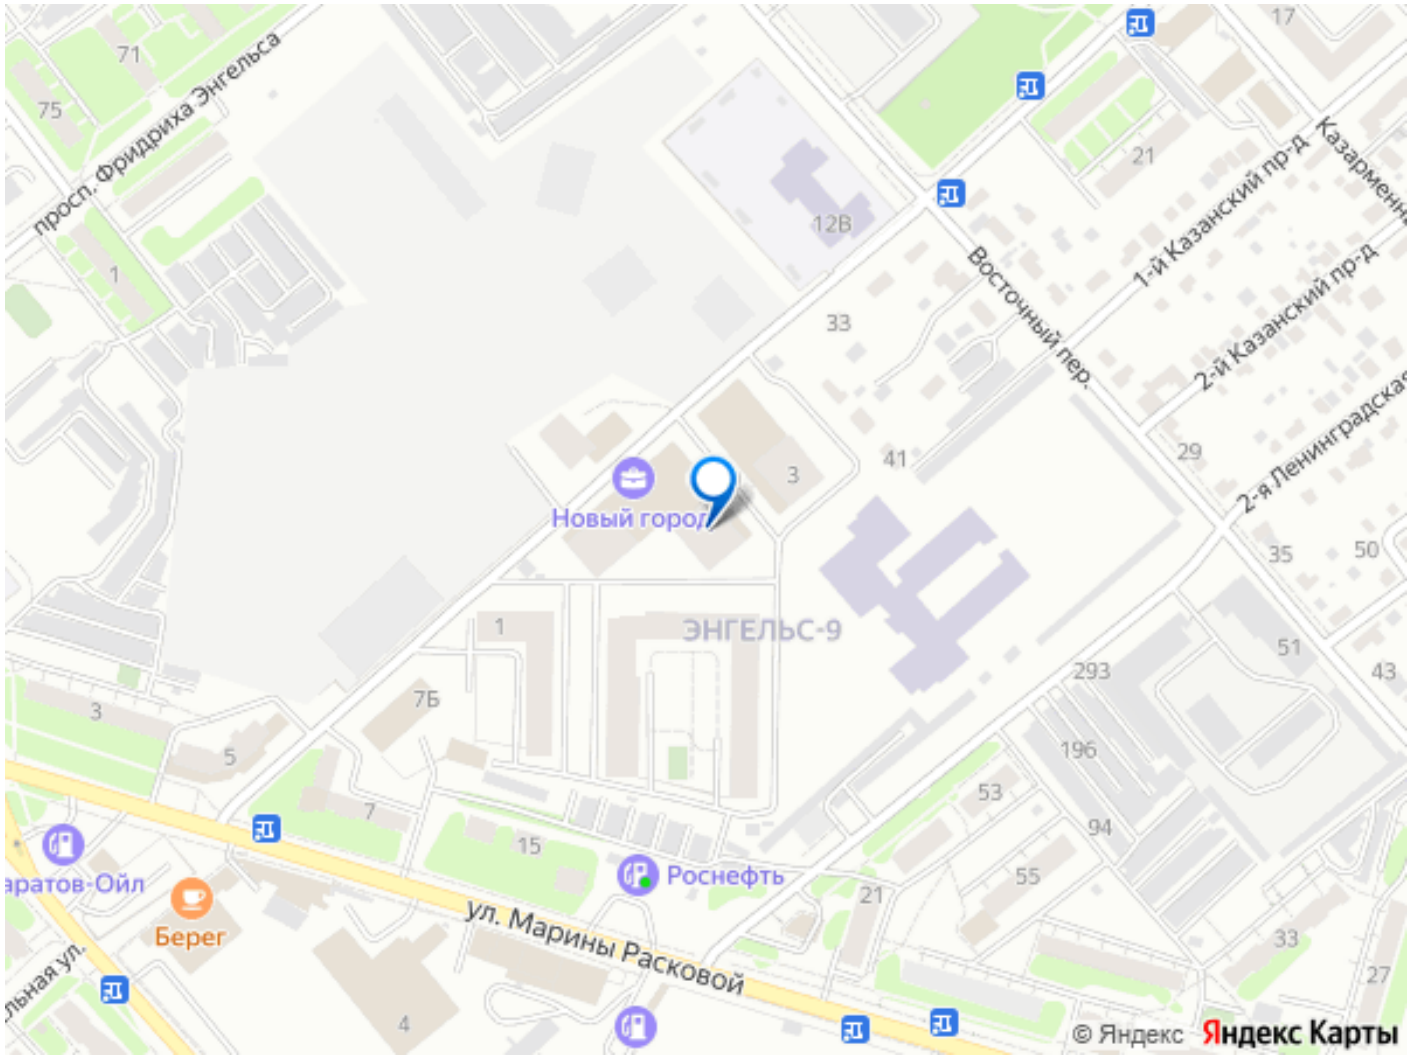 17
71
75
просп. Фридриха Энгельса
21
Казарменна
1-й Казанский пр-д
12В
1
Восточный пер.
2-й Казанский пр-д
33
2-я Ленинградская
29
41
3
Новый город
35
50
ЭНГЕЛЬС-9
1
51
293
43
7Б
3
5
196
53
7
94
15
аратов-Ойл
Роснефть
55
21
ул. Марины Расковой
Берег
33
27
льная ул.
4
© Яндекс Яндекс Карты